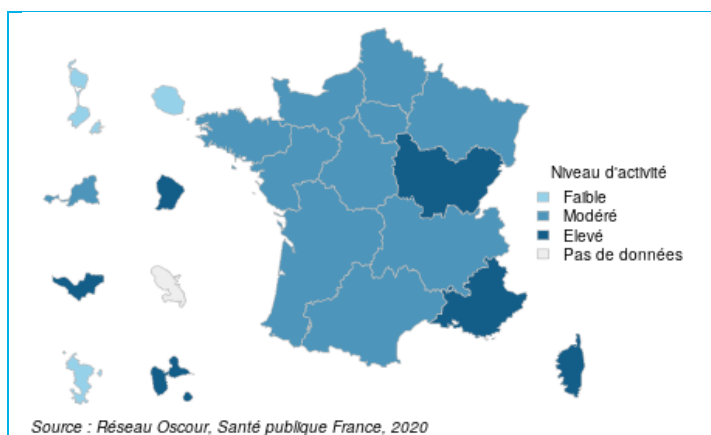 Niveau d'activité
Faible
Modéré
Elevé
Pas de données
Source : Réseau Oscour, Santé publique France, 2020